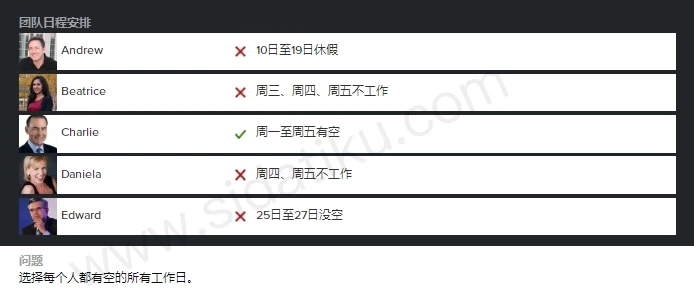 团队日程安排
Andrew 10日至19日休假
Beatrice 周三、周四、周五不工作
Charlie 周一至周五有空
Daniela 周四、周五不工作
Edward 25日至27日没空
www.sidatiku.com
问题
选择每个人都有空的所有工作日。